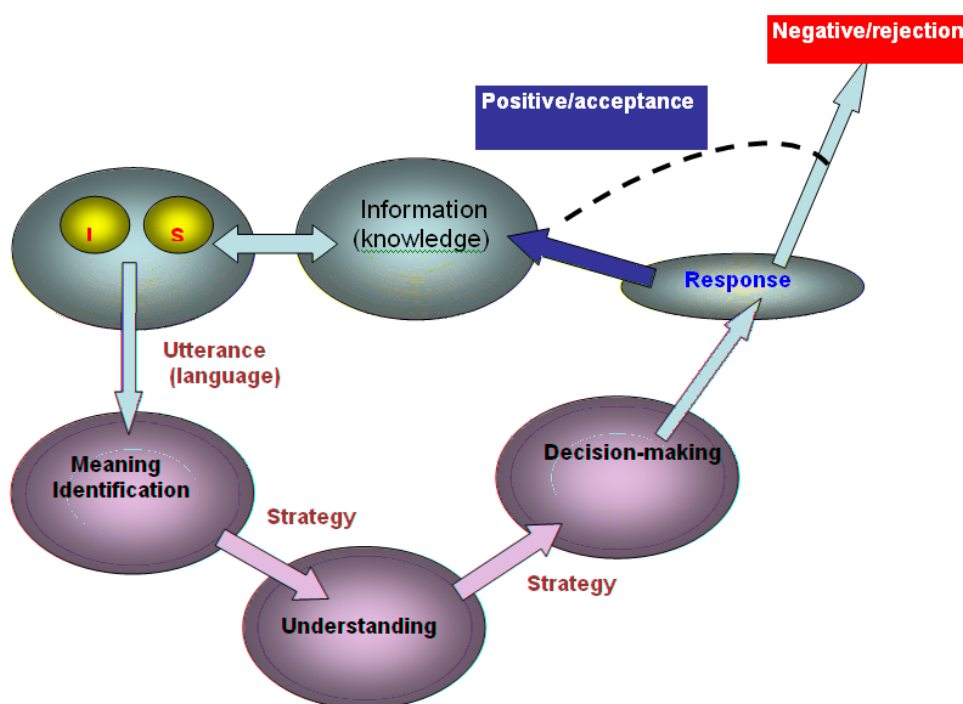 Negative/rejection
Positive/acceptance
I
S
Information
(knowledge)
Response
Utterance
(language)
Meaning
Identification
Decision-making
Strategy
Strategy
Understanding